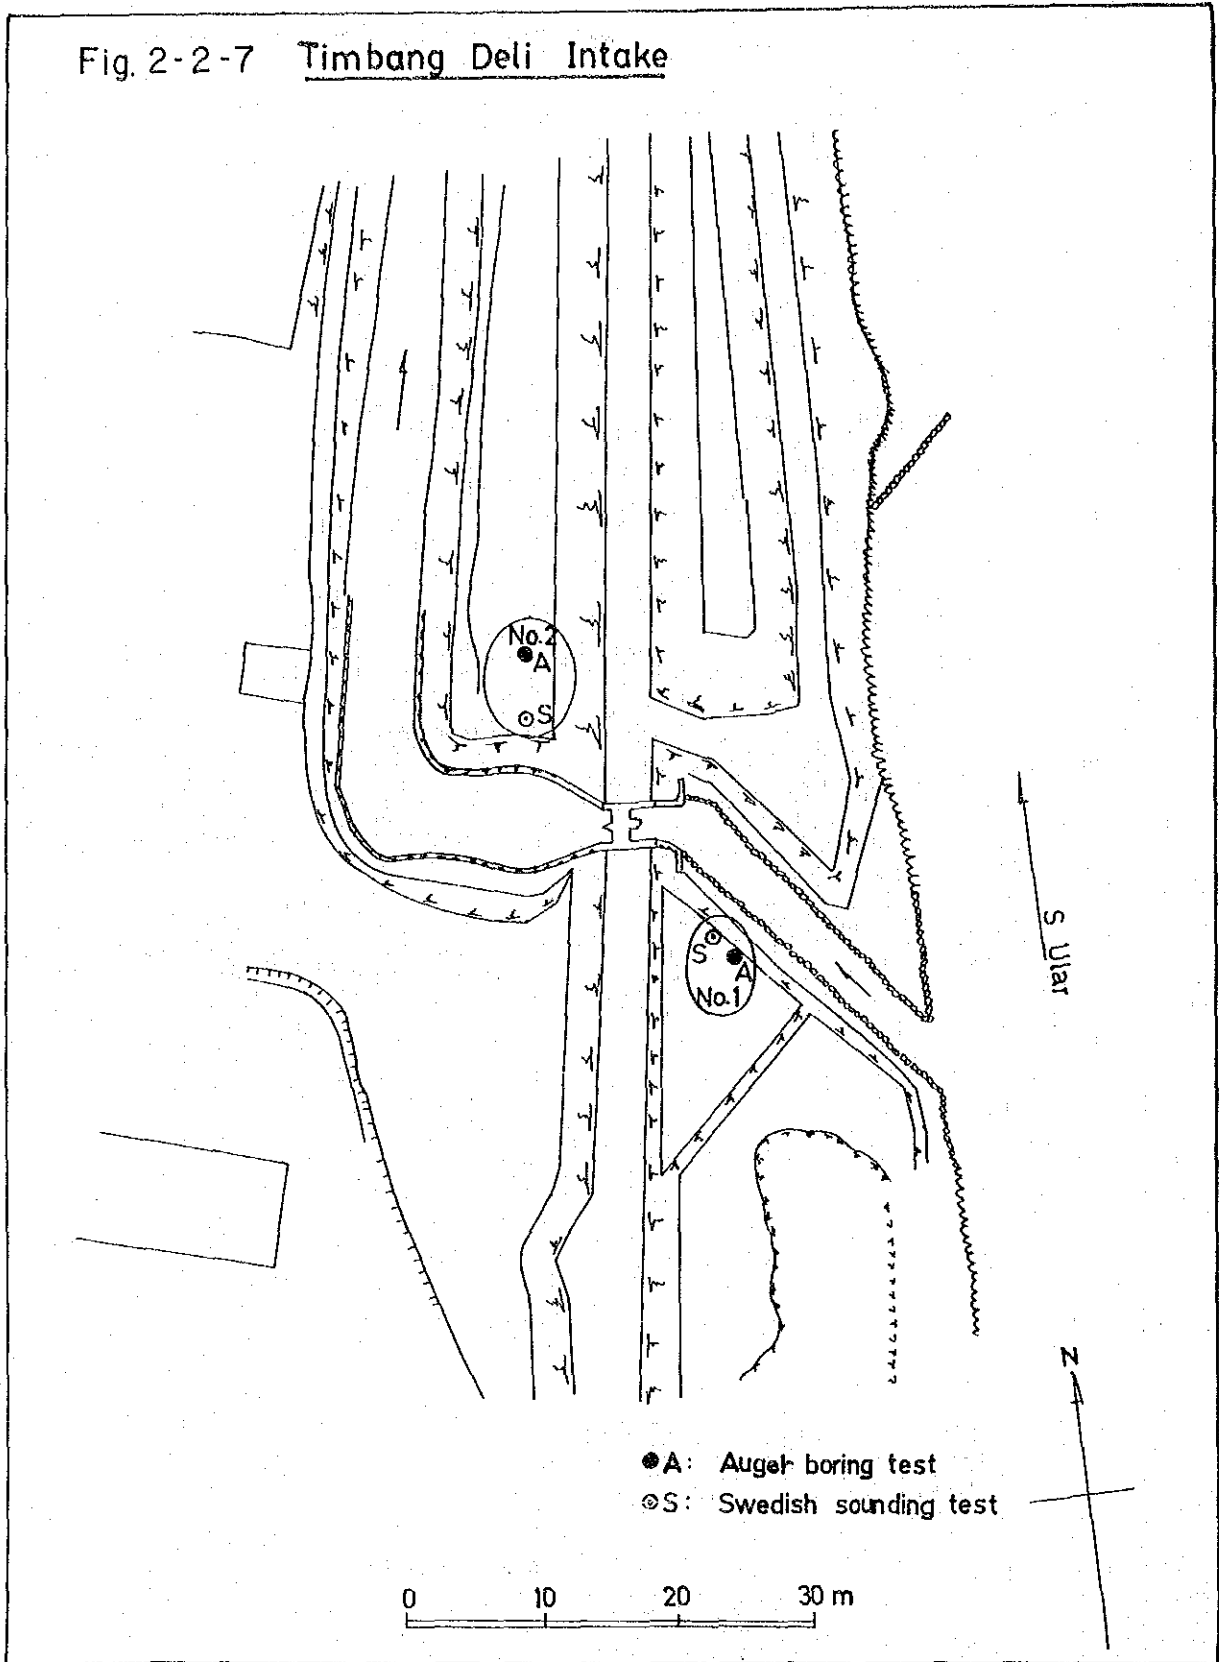 Fig. 2-2-7 Timbang Deli Intake
No.2
A
S
S
A
No.1
S Ular
N
A: Auger boring test
S: Swedish sounding test
0 10 20 30 m